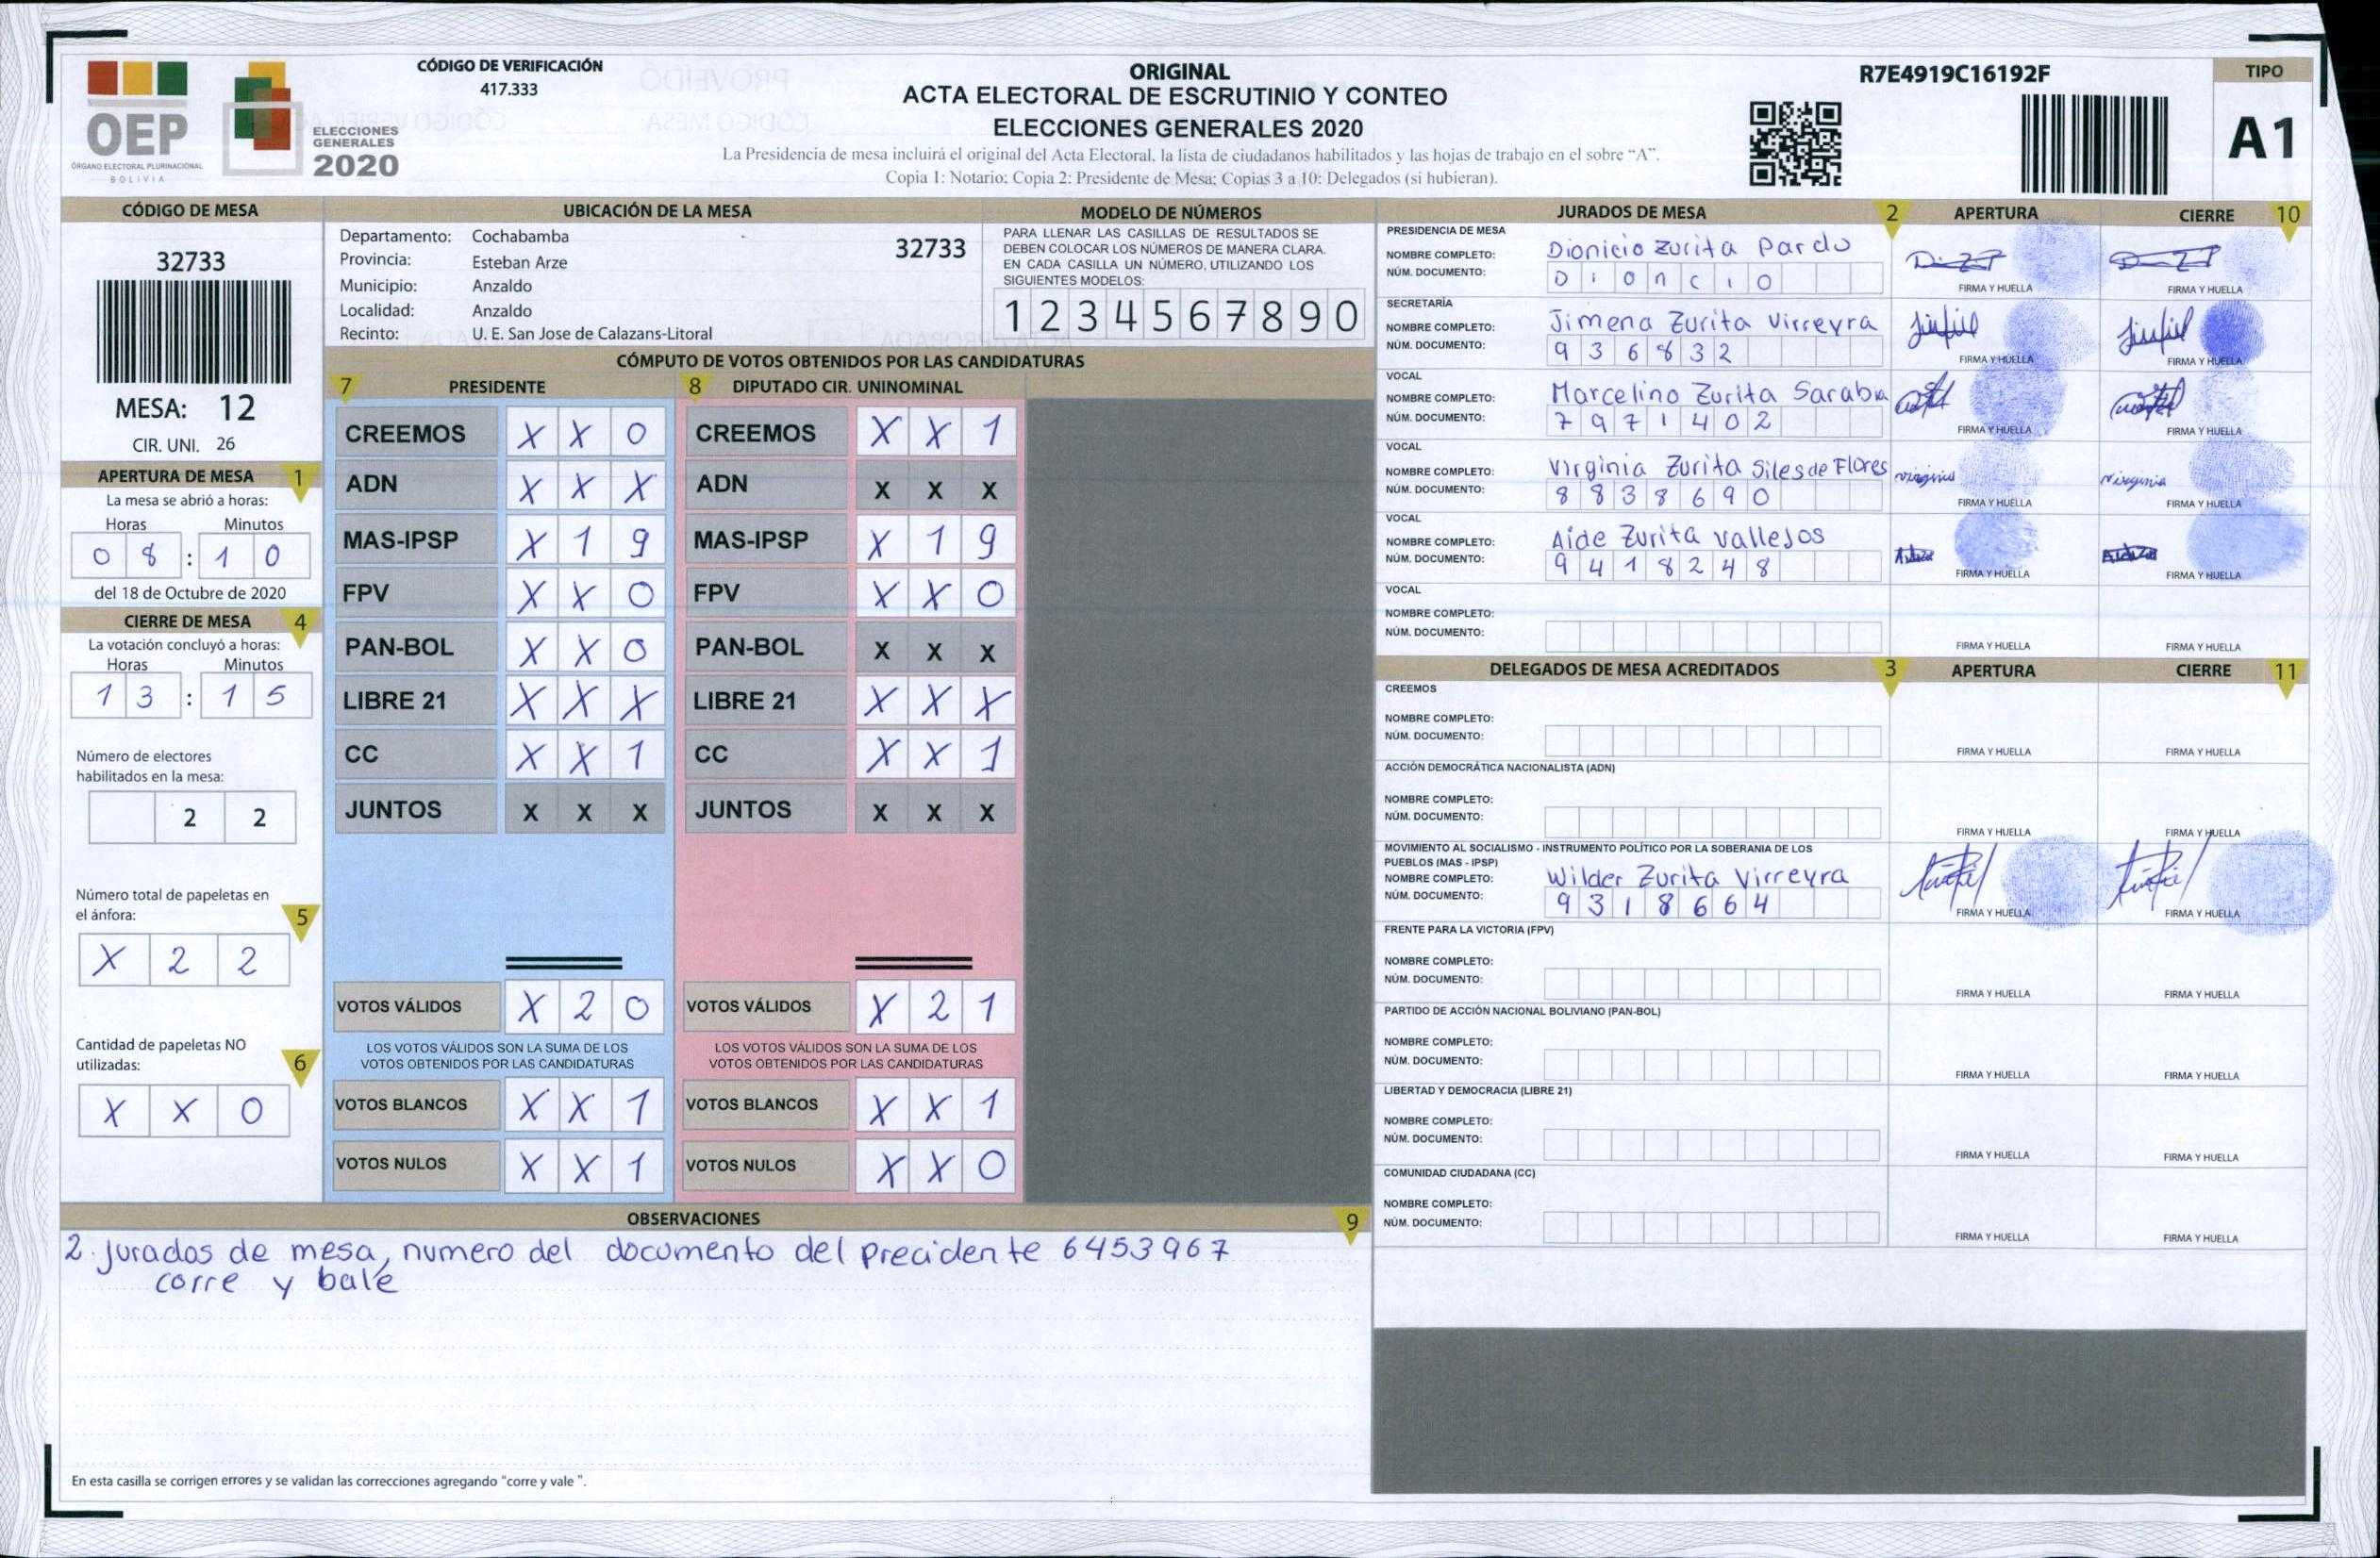 CÓDIGO DE VERIFICACIÓN
417.333
OEP
ÓRGANO ELECTORAL PLURINACIONAL
BOLIVIA
ELECCIONES
GENERALES
2020
ORIGINAL
ACTA ELECTORAL DE ESCRUTINIO Y CONTEO
ELECCIONES GENERALES 2020
La Presidencia de mesa incluirá el original del Acta Electoral, la lista de ciudadanos habilitados y las hojas de trabajo en el sobre “A”.
Copia 1: Notario; Copia 2: Presidente de Mesa; Copias 3 a 10: Delegados (si hubieran).
R7E4919C16192F
TIPO
A1
CÓDIGO DE MESA
32733
MESA: 12
CIR. UNI. 26
APERTURA DE MESA 1
La mesa se abrió a horas:
Horas Minutos
0 8 : 1 0
del 18 de Octubre de 2020
CIERRE DE MESA 4
La votación concluyó a horas:
Horas Minutos
1 3 : 1 5
Número de electores
habilitados en la mesa:
2 2
Número total de papeletas en
el ánfora:
5
X 2 2
Cantidad de papeletas NO
utilizadas:
6
X X 0
UBICACIÓN DE LA MESA
Departamento: Cochabamba
32733
Provincia: Esteban Arze
Municipio: Anzaldo
Localidad: Anzaldo
Recinto: U. E. San Jose de Calazans-Litoral
MODELO DE NÚMEROS
PARA LLENAR LAS CASILLAS DE RESULTADOS SE
DEBEN COLOCAR LOS NÚMEROS DE MANERA CLARA.
EN CADA CASILLA UN NÚMERO, UTILIZANDO LOS
SIGUIENTES MODELOS:
1 2 3 4 5 6 7 8 9 0
CÓMPUTO DE VOTOS OBTENIDOS POR LAS CANDIDATURAS
7 PRESIDENTE
CREEMOS X X 0
ADN X X X
MAS-IPSP X 1 9
FPV X X 0
PAN-BOL X X 0
LIBRE 21 X X X
CC X X 1
JUNTOS X X X
VOTOS VÁLIDOS X 2 0
LOS VOTOS VÁLIDOS SON LA SUMA DE LOS
VOTOS OBTENIDOS POR LAS CANDIDATURAS
VOTOS BLANCOS X X 1
VOTOS NULOS X X 1
8 DIPUTADO CIR. UNINOMINAL
CREEMOS X X 1
ADN X X X
MAS-IPSP X 1 9
FPV X X 0
PAN-BOL X X X
LIBRE 21 X X X
CC X X 1
JUNTOS X X X
VOTOS VÁLIDOS X 2 1
LOS VOTOS VÁLIDOS SON LA SUMA DE LOS
VOTOS OBTENIDOS POR LAS CANDIDATURAS
VOTOS BLANCOS X X 1
VOTOS NULOS X X 0
OBSERVACIONES 9
2. jurados de mesa, numero del documento del precidente 6453967
corre y bale
En esta casilla se corrigen errores y se validan las correcciones agregando "corre y vale ".
JURADOS DE MESA 2 APERTURA CIERRE 10
PRESIDENCIA DE MESA
NOMBRE COMPLETO: Dionicio Zurita Pardo
NÚM. DOCUMENTO: D i o n c i o
FIRMA Y HUELLA FIRMA Y HUELLA
SECRETARÍA
NOMBRE COMPLETO: Jimena Zurita Virreyra
NÚM. DOCUMENTO: 9 3 6 8 3 2
FIRMA Y HUELLA FIRMA Y HUELLA
VOCAL
NOMBRE COMPLETO: Marcelino Zurita Sarabia
NÚM. DOCUMENTO: 7 9 7 1 4 0 2
FIRMA Y HUELLA FIRMA Y HUELLA
VOCAL
NOMBRE COMPLETO: Virginia Zurita Siles de Flores
Virginia Virginia
NÚM. DOCUMENTO: 8 8 3 8 6 9 0
FIRMA Y HUELLA FIRMA Y HUELLA
VOCAL
NOMBRE COMPLETO: Aide Zurita Vallejos
NÚM. DOCUMENTO: 9 4 1 8 2 4 8
FIRMA Y HUELLA FIRMA Y HUELLA
VOCAL
NOMBRE COMPLETO:
NÚM. DOCUMENTO:
FIRMA Y HUELLA FIRMA Y HUELLA
DELEGADOS DE MESA ACREDITADOS 3 APERTURA CIERRE 11
CREEMOS
NOMBRE COMPLETO:
NÚM. DOCUMENTO:
FIRMA Y HUELLA FIRMA Y HUELLA
ACCIÓN DEMOCRÁTICA NACIONALISTA (ADN)
NOMBRE COMPLETO:
NÚM. DOCUMENTO:
FIRMA Y HUELLA FIRMA Y HUELLA
MOVIMIENTO AL SOCIALISMO - INSTRUMENTO POLÍTICO POR LA SOBERANIA DE LOS
PUEBLOS (MAS - IPSP)
NOMBRE COMPLETO: Wilder Zurita Virreyra
NÚM. DOCUMENTO: 9 3 1 8 6 6 4
FIRMA Y HUELLA FIRMA Y HUELLA
FRENTE PARA LA VICTORIA (FPV)
NOMBRE COMPLETO:
NÚM. DOCUMENTO:
FIRMA Y HUELLA FIRMA Y HUELLA
PARTIDO DE ACCIÓN NACIONAL BOLIVIANO (PAN-BOL)
NOMBRE COMPLETO:
NÚM. DOCUMENTO:
FIRMA Y HUELLA FIRMA Y HUELLA
LIBERTAD Y DEMOCRACIA (LIBRE 21)
NOMBRE COMPLETO:
NÚM. DOCUMENTO:
FIRMA Y HUELLA FIRMA Y HUELLA
COMUNIDAD CIUDADANA (CC)
NOMBRE COMPLETO:
NÚM. DOCUMENTO:
FIRMA Y HUELLA FIRMA Y HUELLA